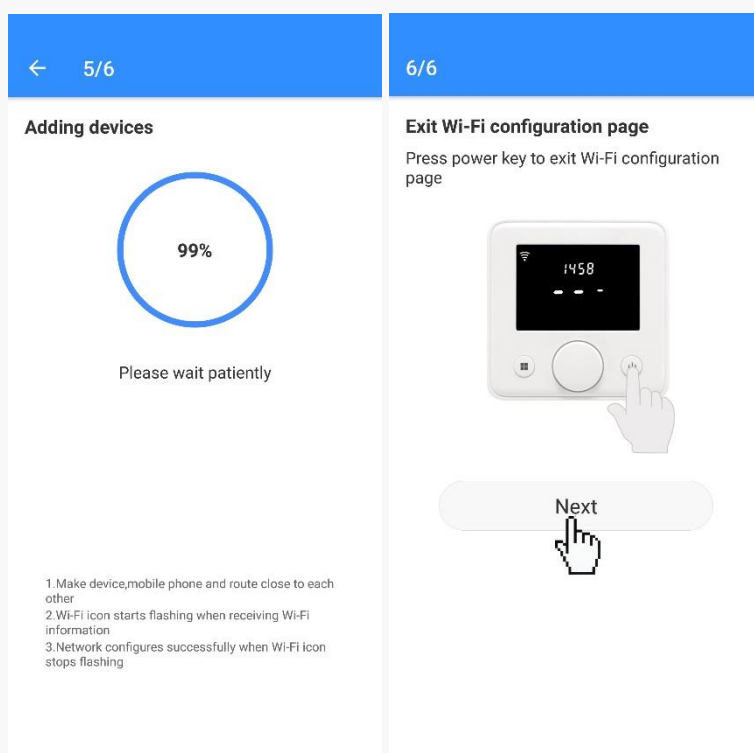 5/6
Adding devices
99%
Please wait patiently
1.Make device,mobile phone and route close to each
other
2.Wi-Fi icon starts flashing when receiving Wi-Fi
information
3.Network configures successfully when Wi-Fi icon
stops flashing
6/6
Exit Wi-Fi configuration page
Press power key to exit Wi-Fi configuration
page
1458
- - -
Next